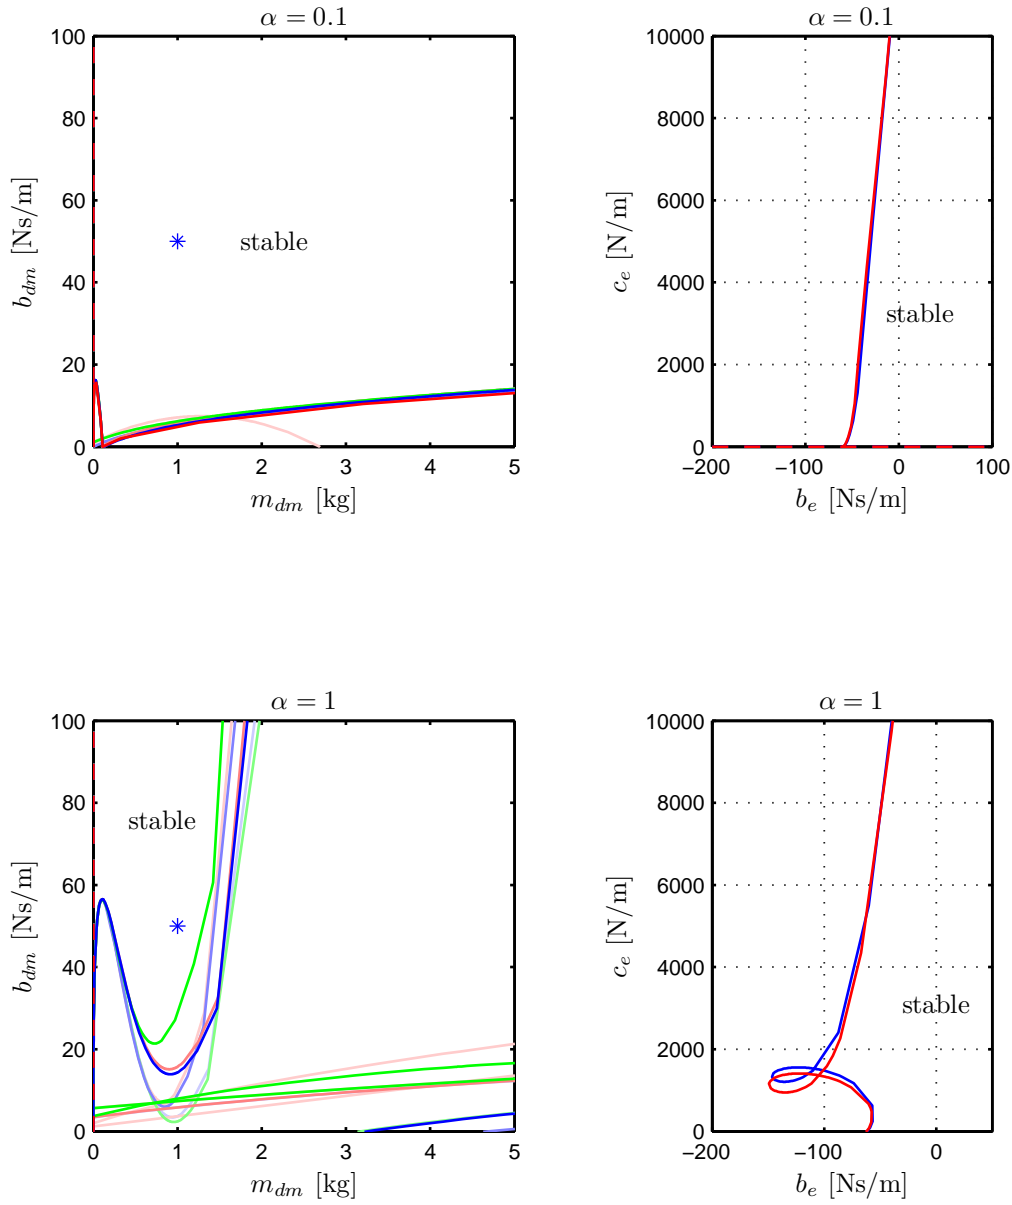 α = 0.1
100
80
60
40
20
0
0 1 2 3 4 5
b_dm [Ns/m]
m_dm [kg]
stable
α = 0.1
10000
8000
6000
4000
2000
0
−200 −100 0 100
c_e [N/m]
b_e [Ns/m]
stable
α = 1
100
80
60
40
20
0
0 1 2 3 4 5
b_dm [Ns/m]
m_dm [kg]
stable
α = 1
10000
8000
6000
4000
2000
0
−200 −100 0
c_e [N/m]
b_e [Ns/m]
stable